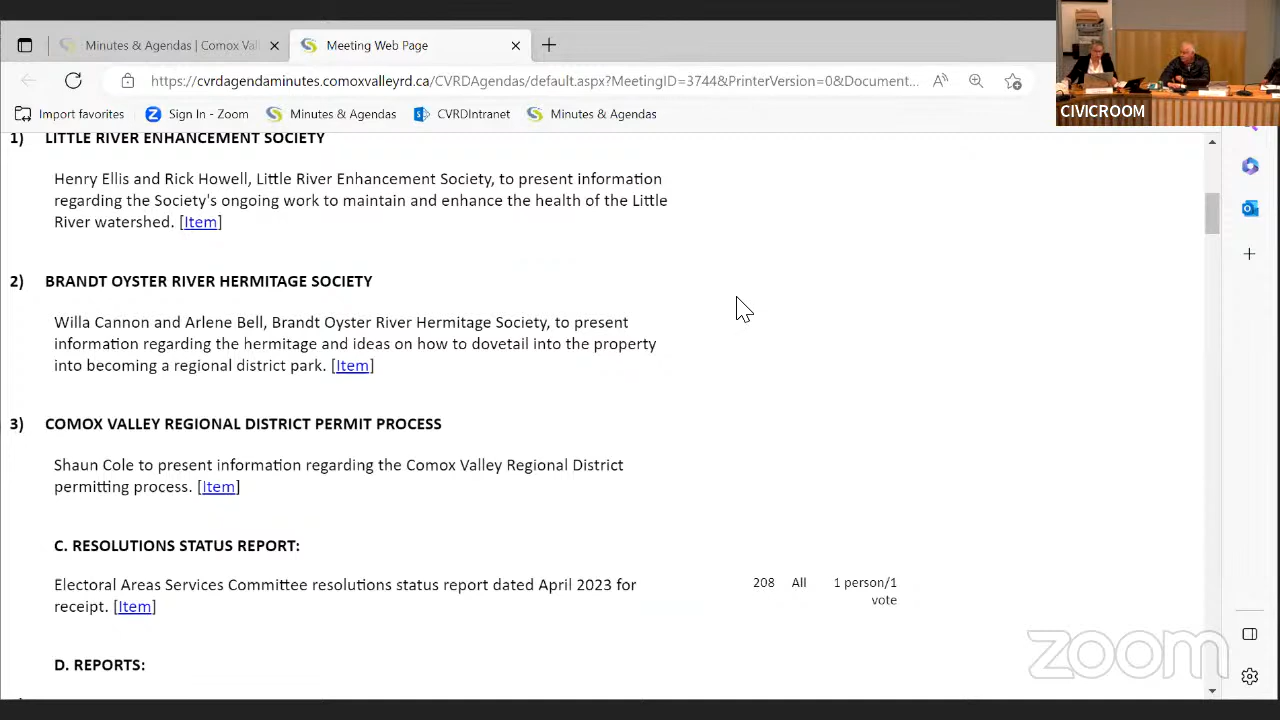 Minutes & Agendas | Comox Vall
Meeting Web Page
https://cvrdagendaminutes.comoxvalleyrd.ca/CVRDAgendas/default.aspx?MeetingID=3744&PrinterVersion=0&Document...
Import favorites
Sign In - Zoom
Minutes & Agendas
CVRDIntranet
Minutes & Agendas
CIVICROOM
1) LITTLE RIVER ENHANCEMENT SOCIETY
Henry Ellis and Rick Howell, Little River Enhancement Society, to present information
regarding the Society's ongoing work to maintain and enhance the health of the Little
River watershed. [Item]
2) BRANDT OYSTER RIVER HERMITAGE SOCIETY
Willa Cannon and Arlene Bell, Brandt Oyster River Hermitage Society, to present
information regarding the hermitage and ideas on how to dovetail into the property
into becoming a regional district park. [Item]
3) COMOX VALLEY REGIONAL DISTRICT PERMIT PROCESS
Shaun Cole to present information regarding the Comox Valley Regional District
permitting process. [Item]
C. RESOLUTIONS STATUS REPORT:
Electoral Areas Services Committee resolutions status report dated April 2023 for
receipt. [Item]
208 All 1 person/1
vote
D. REPORTS:
zoom